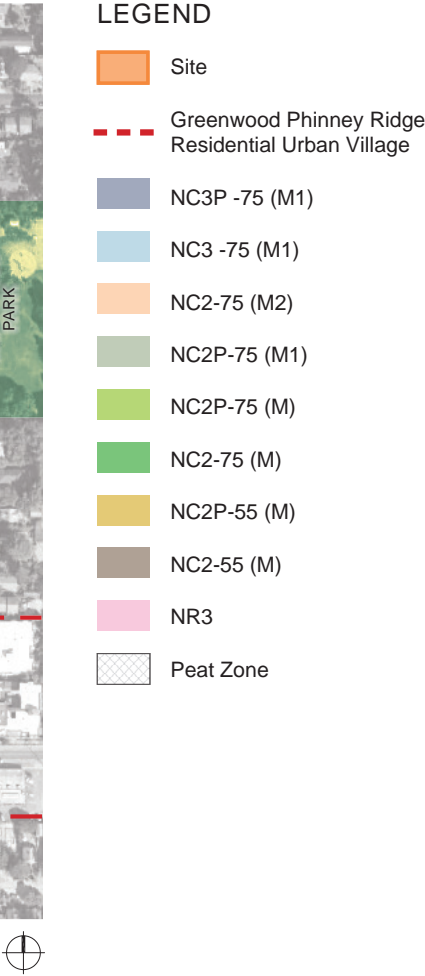 LEGEND
Site
Greenwood Phinney Ridge
Residential Urban Village
NC3P -75 (M1)
NC3 -75 (M1)
NC2-75 (M2)
NC2P-75 (M1)
NC2P-75 (M)
NC2-75 (M)
NC2P-55 (M)
NC2-55 (M)
NR3
Peat Zone
PARK